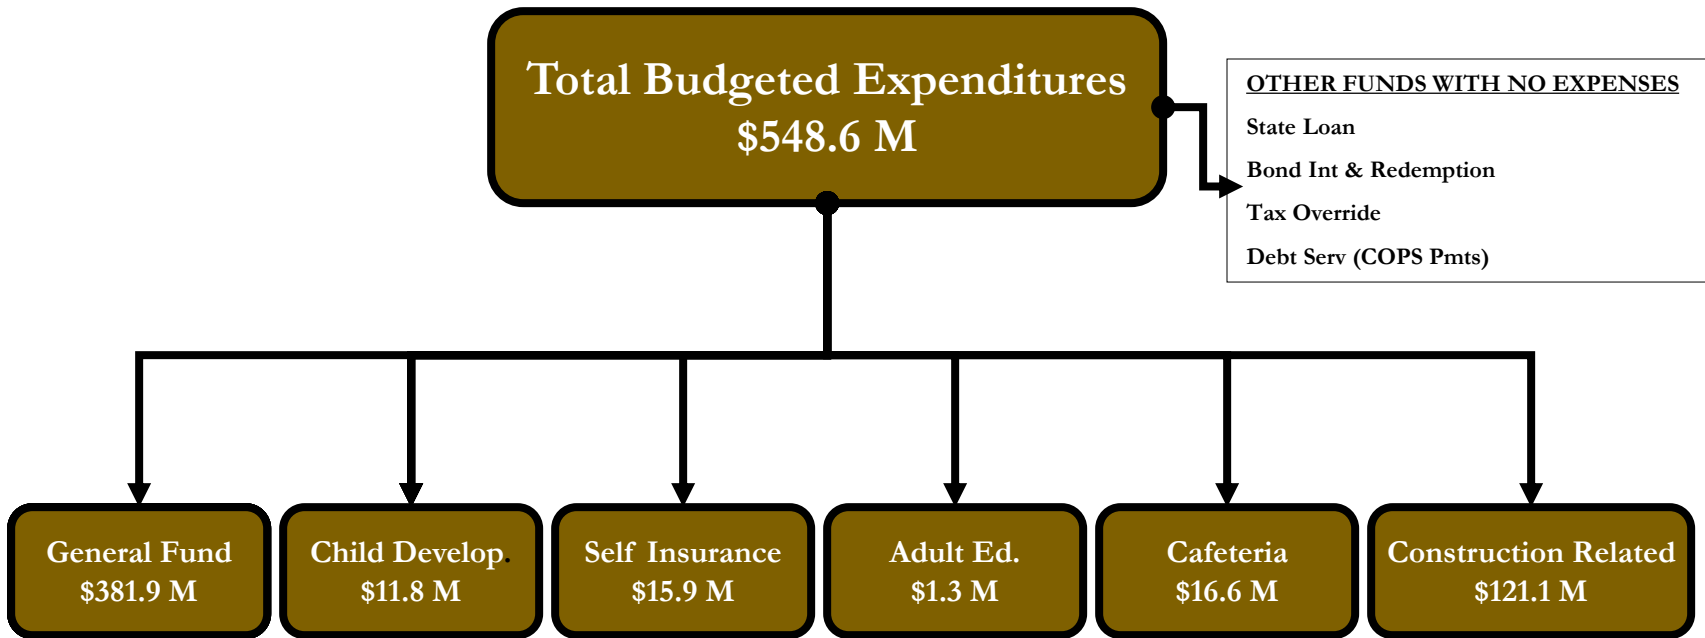 Total Budgeted Expenditures
$548.6 M
OTHER FUNDS WITH NO EXPENSES
State Loan
Bond Int & Redemption
Tax Override
Debt Serv (COPS Pmts)
General Fund
$381.9 M
Child Develop.
$11.8 M
Self Insurance
$15.9 M
Adult Ed.
$1.3 M
Cafeteria
$16.6 M
Construction Related
$121.1 M